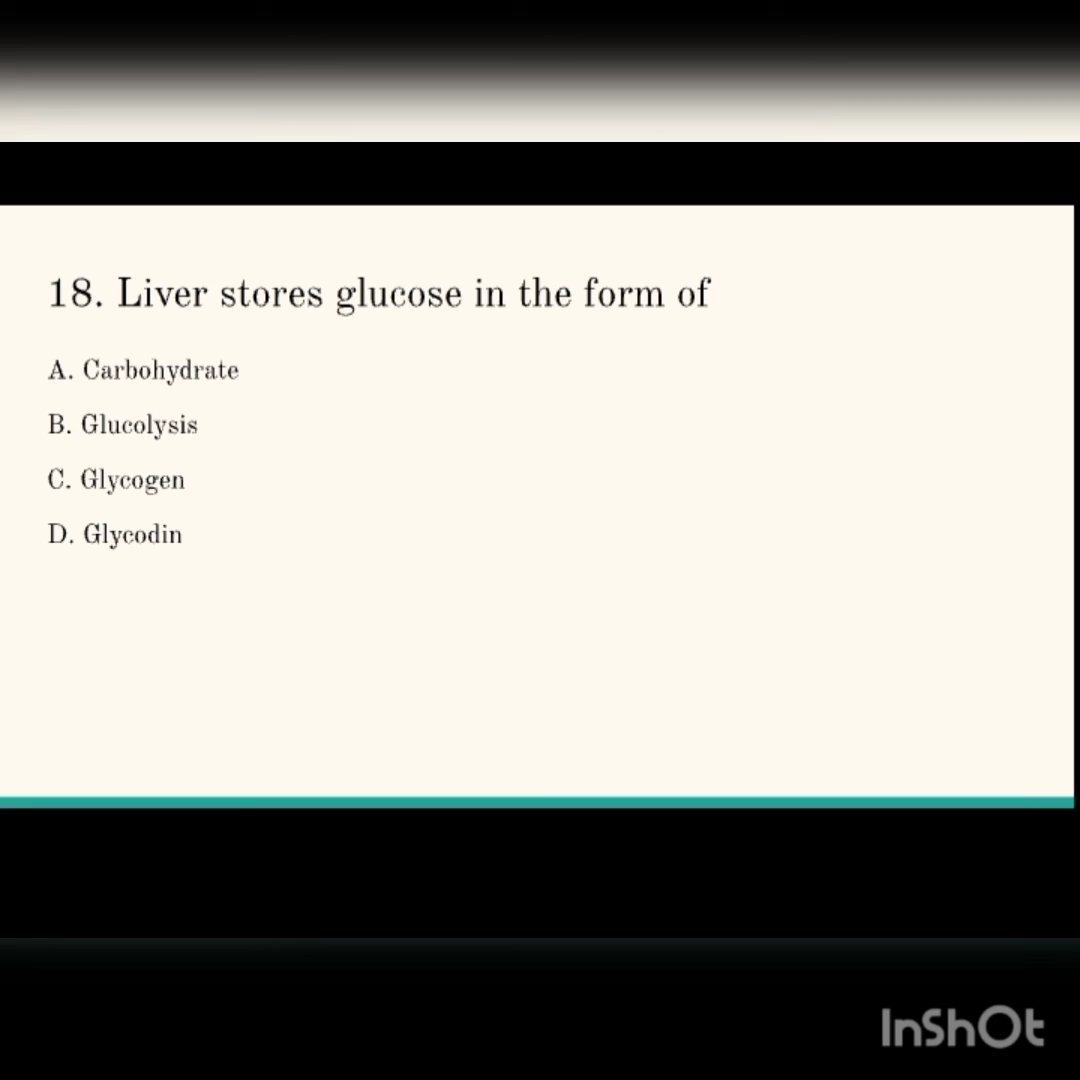 18. Liver stores glucose in the form of
A. Carbohydrate
B. Glucolysis
C. Glycogen
D. Glycodin
InShOt